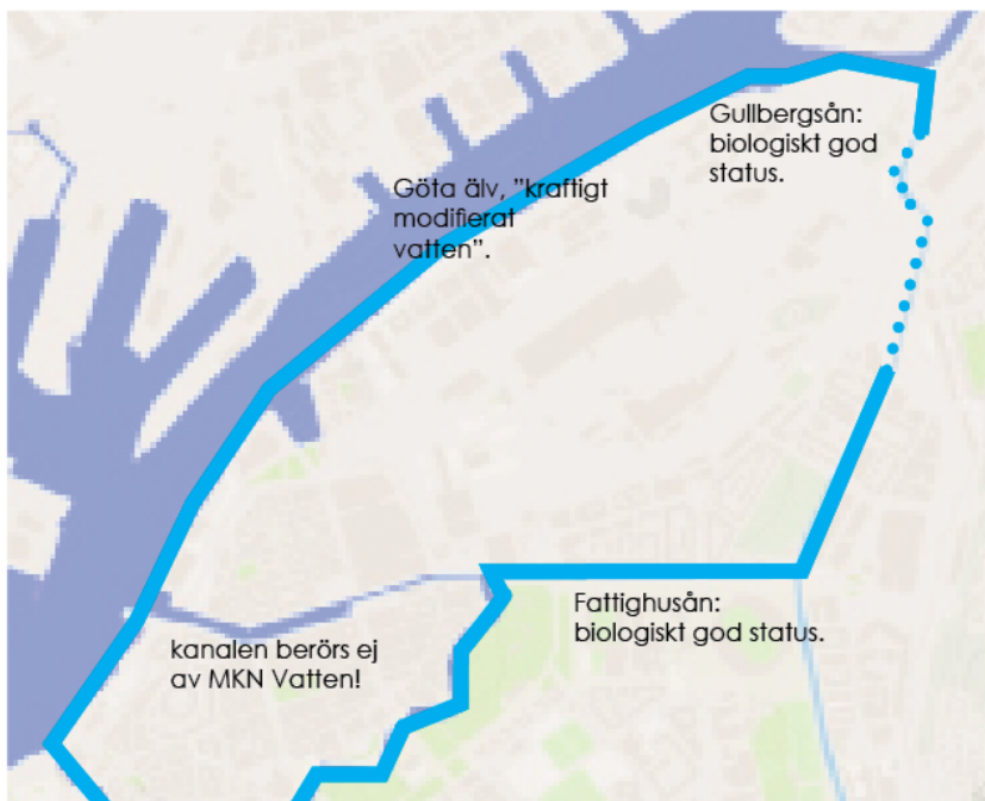 Gullbergsån:
biologiskt god
status.
Göta älv, ”kraftigt
modifierat
vatten”.
Fattighusån:
biologiskt god status.
kanalen berörs ej
av MKN Vatten!